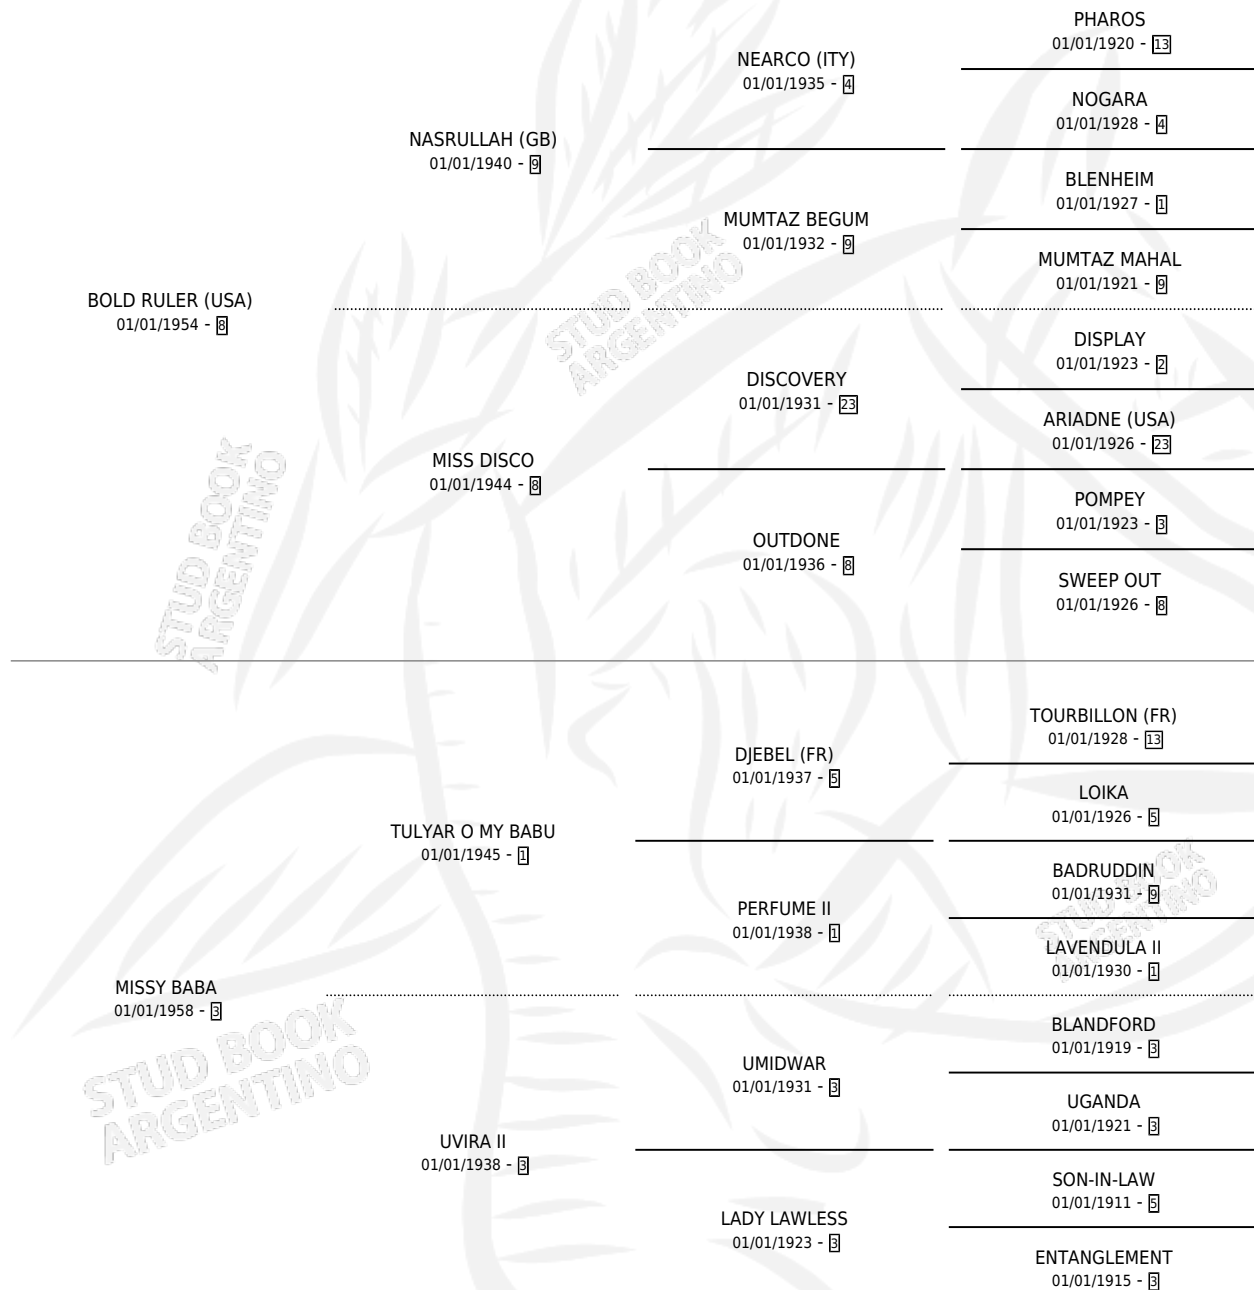 PHAROS
01/01/1920 - 13
NEARCO (ITY)
01/01/1935 - 4
NOGARA
01/01/1928 - 4
NASRULLAH (GB)
01/01/1940 - 9
BLENHEIM
01/01/1927 - 1
MUMTAZ BEGUM
01/01/1932 - 9
MUMTAZ MAHAL
01/01/1921 - 9
BOLD RULER (USA)
01/01/1954 - 8
STUD BOOK
ARGENTINO
DISPLAY
01/01/1923 - 2
DISCOVERY
01/01/1931 - 23
ARIADNE (USA)
01/01/1926 - 23
MISS DISCO
01/01/1944 - 8
POMPEY
01/01/1923 - 3
OUTDONE
01/01/1936 - 8
SWEEP OUT
01/01/1926 - 8
STUD BOOK
ARGENTINO
TOURBILLON (FR)
01/01/1928 - 13
DJEBEL (FR)
01/01/1937 - 5
LOIKA
01/01/1926 - 5
TULYAR O MY BABU
01/01/1945 - 1
BADRUDDIN
01/01/1931 - 9
PERFUME II
01/01/1938 - 1
STUD BOOK
ARGENTINO
LAVENDULA II
01/01/1930 - 1
MISSY BABA
01/01/1958 - 3
BLANDFORD
01/01/1919 - 3
STUD BOOK
ARGENTINO
UMIDWAR
01/01/1931 - 3
UGANDA
01/01/1921 - 3
UVIRA II
01/01/1938 - 3
SON-IN-LAW
01/01/1911 - 5
LADY LAWLESS
01/01/1923 - 3
ENTANGLEMENT
01/01/1915 - 3